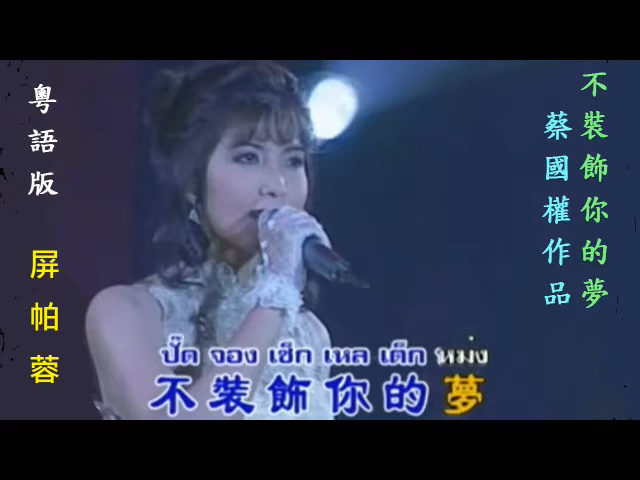 不裝飾你的夢
蔡國權作品
粵語版 屏帕蓉
ปั๊ด จอง เซ็ก เหล เต็ก หม่ง
不裝飾你的夢